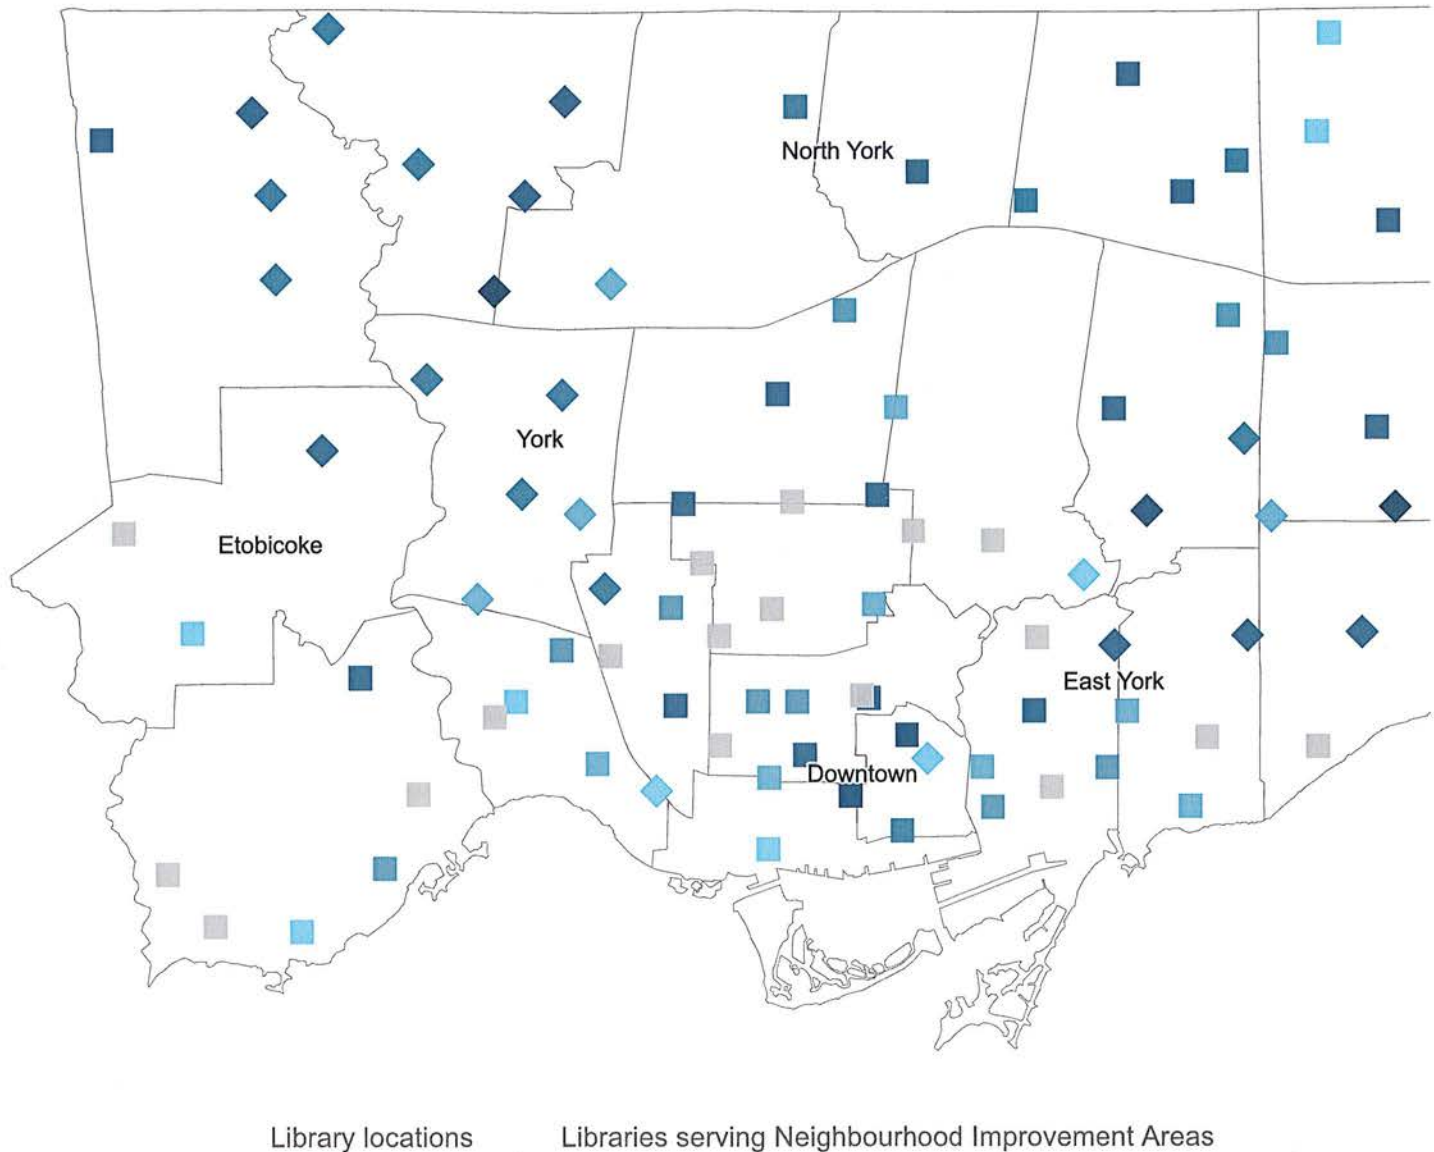 North York
York
Etobicoke
East York
Downtown
Library locations
Libraries serving Neighbourhood Improvement Areas